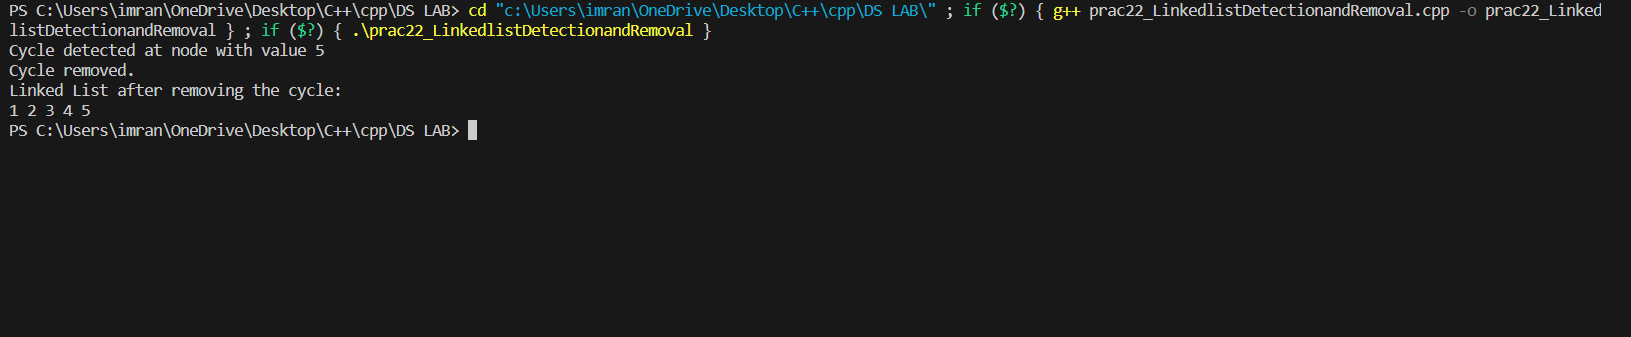 PS C:\Users\imran\OneDrive\Desktop\C++\cpp\DS LAB> cd "c:\Users\imran\OneDrive\Desktop\C++\cpp\DS LAB\" ; if ($?) { g++ prac22_LinkedlistDetectionandRemoval.cpp -o prac22_Linked
listDetectionandRemoval } ; if ($?) { .\prac22_LinkedlistDetectionandRemoval }
Cycle detected at node with value 5
Cycle removed.
Linked List after removing the cycle:
1 2 3 4 5
PS C:\Users\imran\OneDrive\Desktop\C++\cpp\DS LAB>